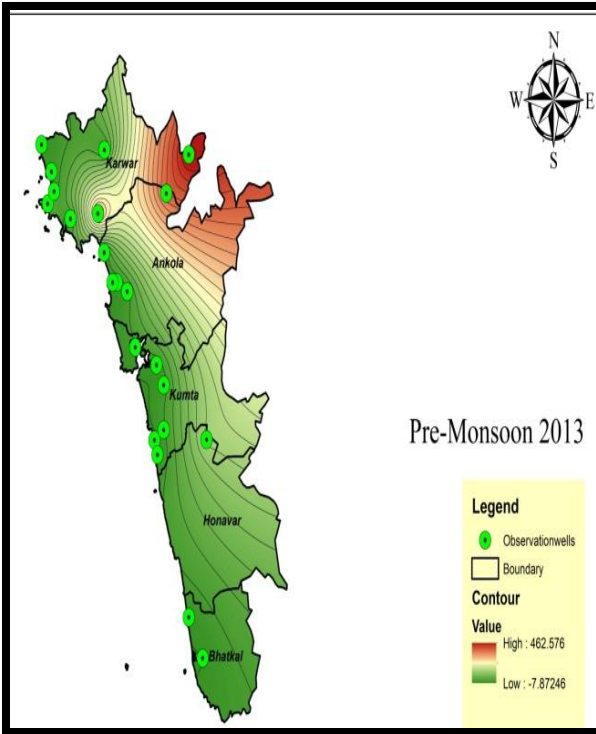 N
W E
S
Karwar
Ankola
Kumta
Honavar
Bhatkal
Pre-Monsoon 2013
Legend
Observationwells
Boundary
Contour
Value
High : 462.576
Low : -7.87246